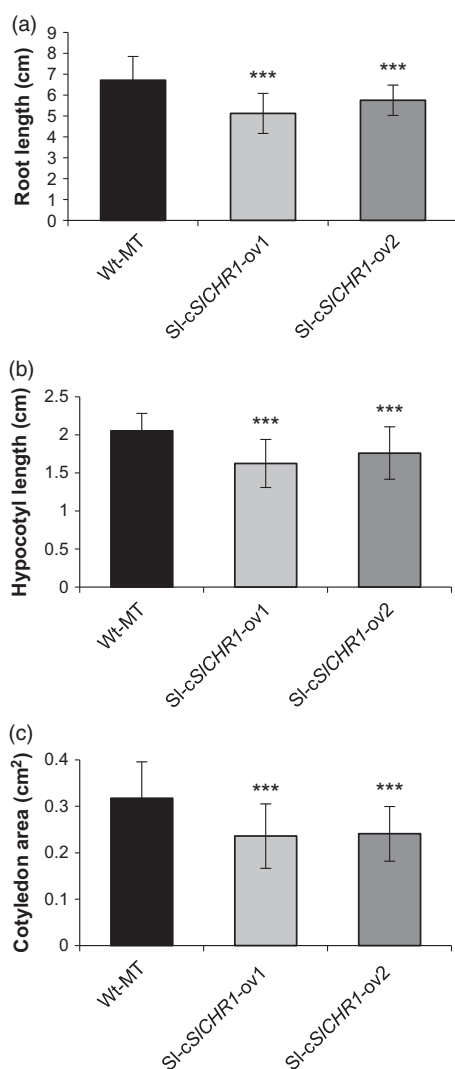 (a)
Root length (cm)
9
8
7
6
5
4
3
2
1
0
***
***
Wt-MT
Sl-cSlCHR1-ov1
Sl-cSlCHR1-ov2
(b)
Hypocotyl length (cm)
2.5
2
1.5
1
0.5
0
***
***
Wt-MT
Sl-cSlCHR1-ov1
Sl-cSlCHR1-ov2
(c)
Cotyledon area (cm²)
0.4
0.3
0.2
0.1
0
***
***
Wt-MT
Sl-cSlCHR1-ov1
Sl-cSlCHR1-ov2